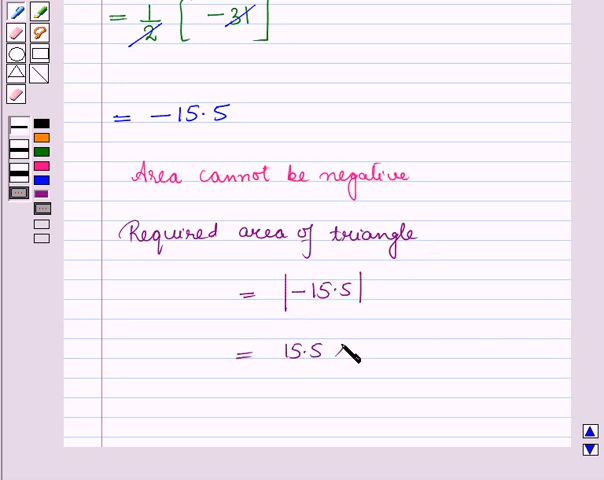 = 1/2 [ -31 ]
= -15.5
Area cannot be negative
Required area of triangle
= |-15.5|
= 15.5